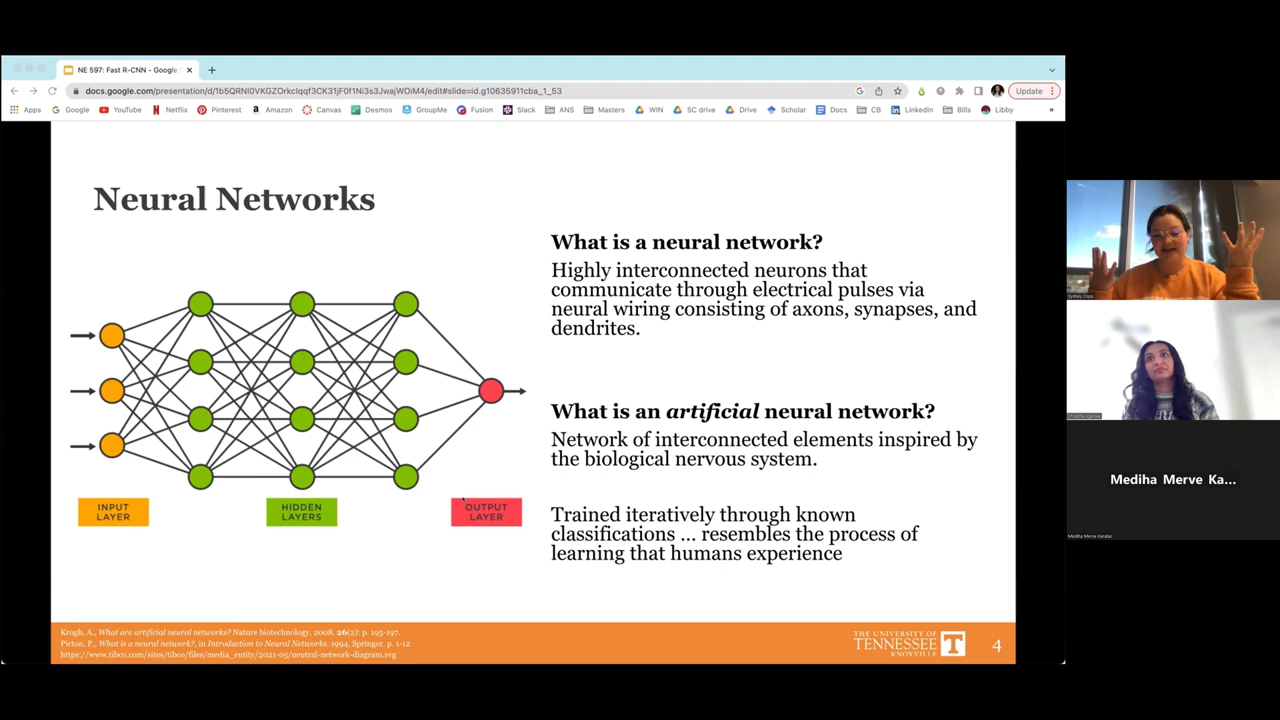 NE 597: Fast R-CNN - Google
docs.google.com/presentation/d/1b5QRNI0VKGZOrkclqqf3CK31jF0f1Ni3s3JwajWOiM4/edit#slide=id.g10635911cba_1_53
Update
Apps Google YouTube Netflix Pinterest Amazon Canvas Desmos GroupMe Fusion Slack ANS Masters WIN SC drive Drive Scholar Docs CB LinkedIn Bills Libby »
Neural Networks
What is a neural network?
Highly interconnected neurons that
communicate through electrical pulses via
neural wiring consisting of axons, synapses, and
dendrites.
What is an artificial neural network?
Network of interconnected elements inspired by
the biological nervous system.
Trained iteratively through known
classifications ... resembles the process of
learning that humans experience
INPUT
LAYER
HIDDEN
LAYERS
OUTPUT
LAYER
Krogh, A., What are artificial neural networks? Nature biotechnology, 2008. 26(2): p. 195-197.
Picton, P., What is a neural network?, in Introduction to Neural Networks. 1994, Springer. p. 1-12.
https://www.tibco.com/sites/tibco/files/media_entity/2021-05/neutral-network-diagram.svg
THE UNIVERSITY OF
TENNESSEE
KNOXVILLE
T
4
Sydney Copp
Mediha Merve Ka...
Mediha Merve Karatas